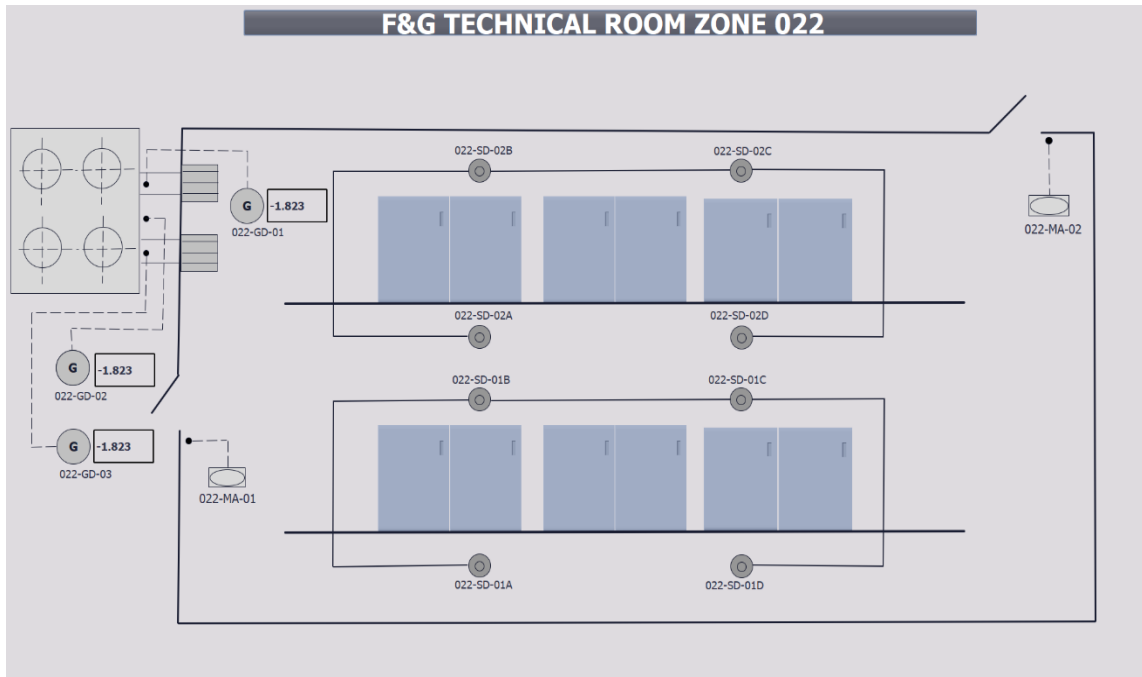 F&G TECHNICAL ROOM ZONE 022
022-SD-02B
022-SD-02C
G
-1.823
022-GD-01
022-MA-02
022-SD-02A
022-SD-02D
G
-1.823
022-GD-02
022-SD-01B
022-SD-01C
G
-1.823
022-GD-03
022-MA-01
022-SD-01A
022-SD-01D